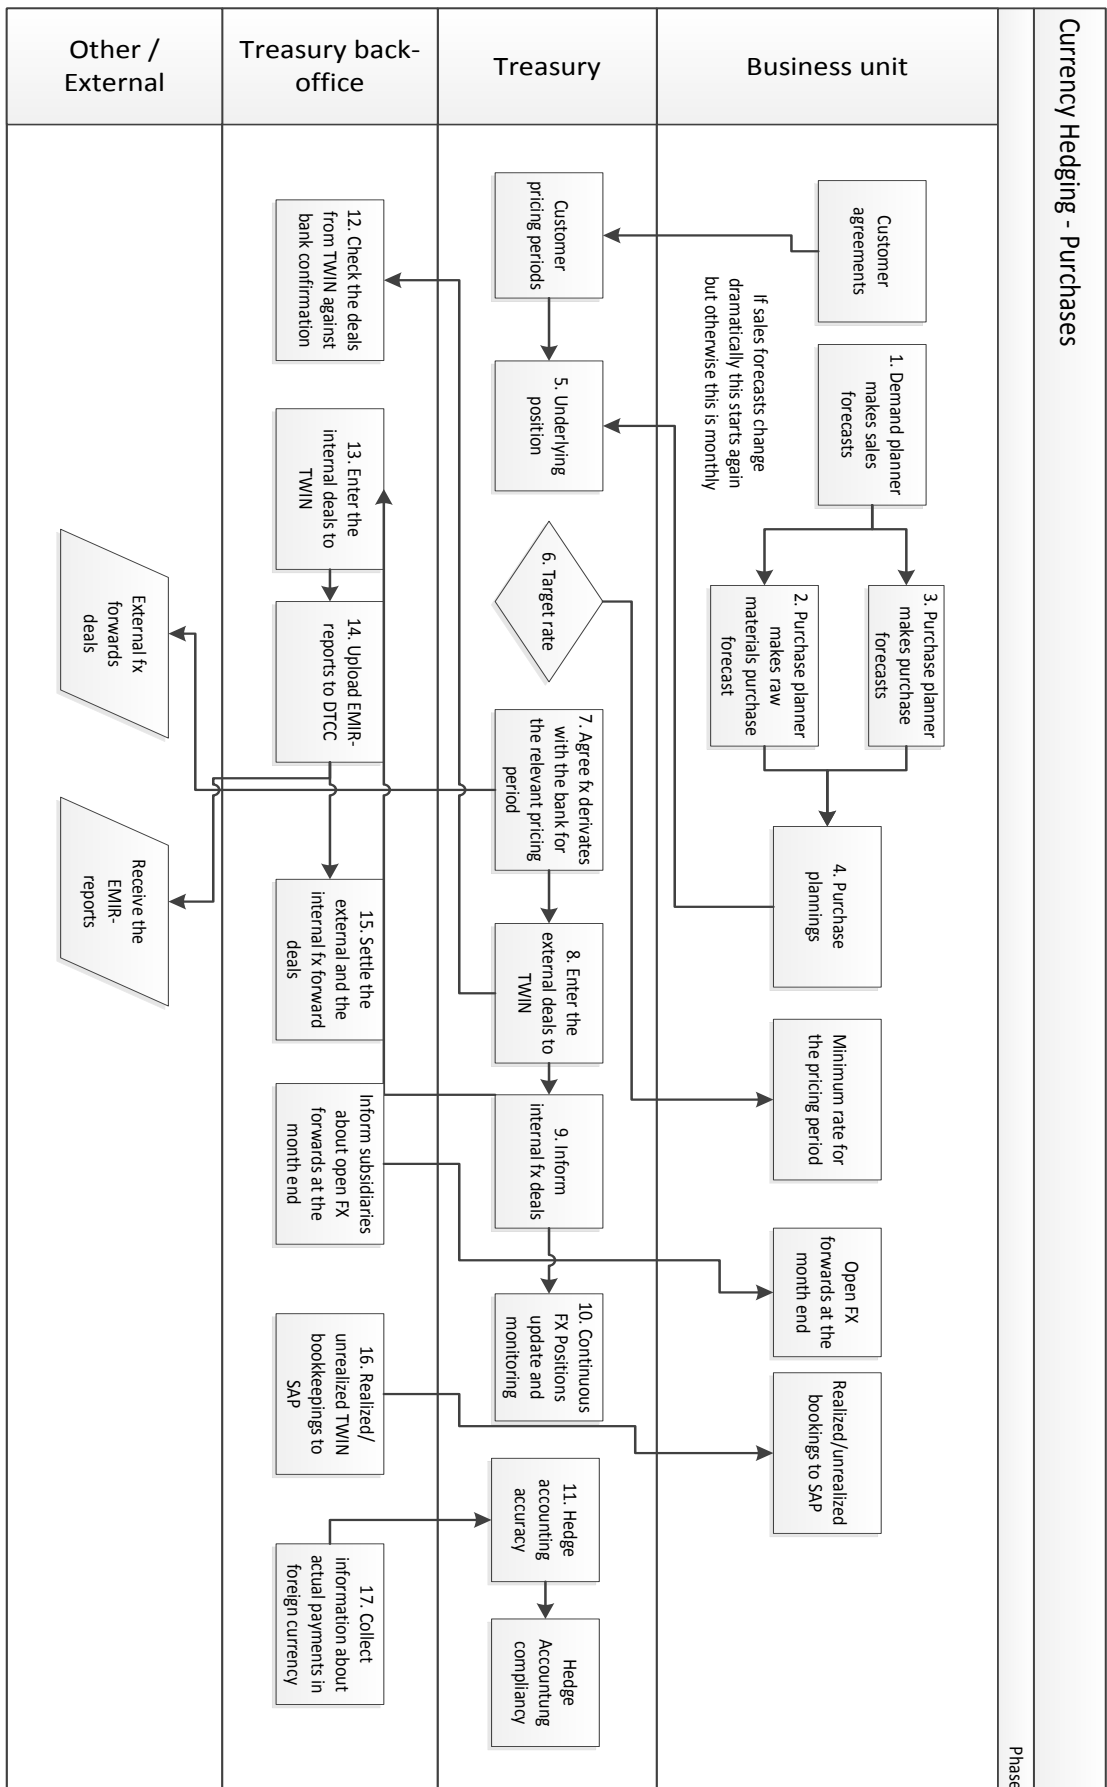 Currency Hedging - Purchases
Phase
Business unit
Customer
agreements
1. Demand planner
makes sales
forecasts
3. Purchase planner
makes purchase
forecasts
2. Purchase planner
makes raw
materials purchase
forecast
4. Purchase
plannings
Minimum rate for
the pricing period
Open FX
forwards at the
month end
Realized/unrealized
bookings to SAP
If sales forecasts change
dramatically this starts again
but otherwise this is monthly
Treasury
Customer
pricing periods
5. Underlying
position
6. Target rate
7. Agree fx derivates
with the bank for
the relevant pricing
period
8. Enter the
external deals to
TWIN
9. Inform
internal fx deals
10. Continuous
FX Positions
update and
monitoring
11. Hedge
accounting
accuracy
Hedge
Accountung
compliancy
Treasury back-
office
12. Check the deals
from TWIN against
bank confirmation
13. Enter the
internal deals to
TWIN
14. Upload EMIR-
reports to DTCC
15. Settle the
external and the
internal fx forward
deals
Inform subsidiaries
about open FX
forwards at the
month end
16. Realized/
unrealized TWIN
bookkeepings to
SAP
17. Collect
information about
actual payments in
foreign currency
Other /
External
External fx
forwards
deals
Receive the
EMIR-
reports